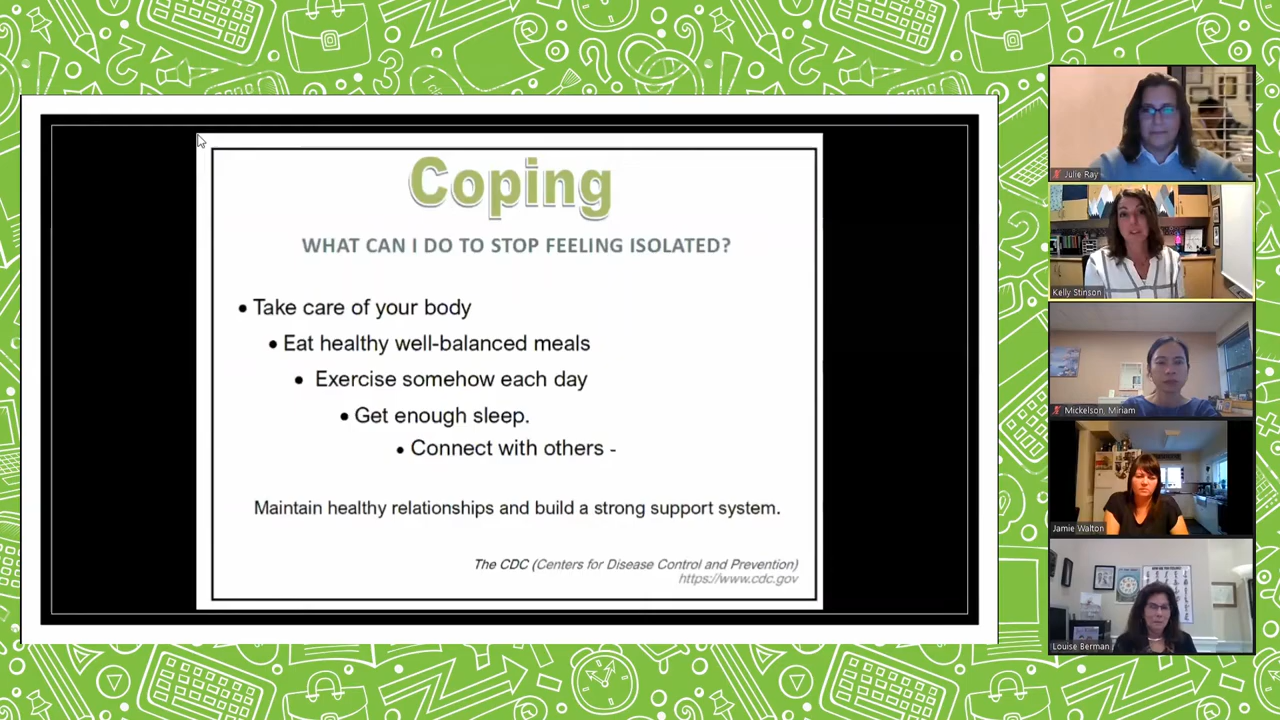 Coping
WHAT CAN I DO TO STOP FEELING ISOLATED?
• Take care of your body
• Eat healthy well-balanced meals
• Exercise somehow each day
• Get enough sleep.
• Connect with others -
Maintain healthy relationships and build a strong support system.
The CDC (Centers for Disease Control and Prevention)
https://www.cdc.gov
Julie Ray
Kelly Stinson
Mickelson, Miriam
Jamie Walton
Louise Berman